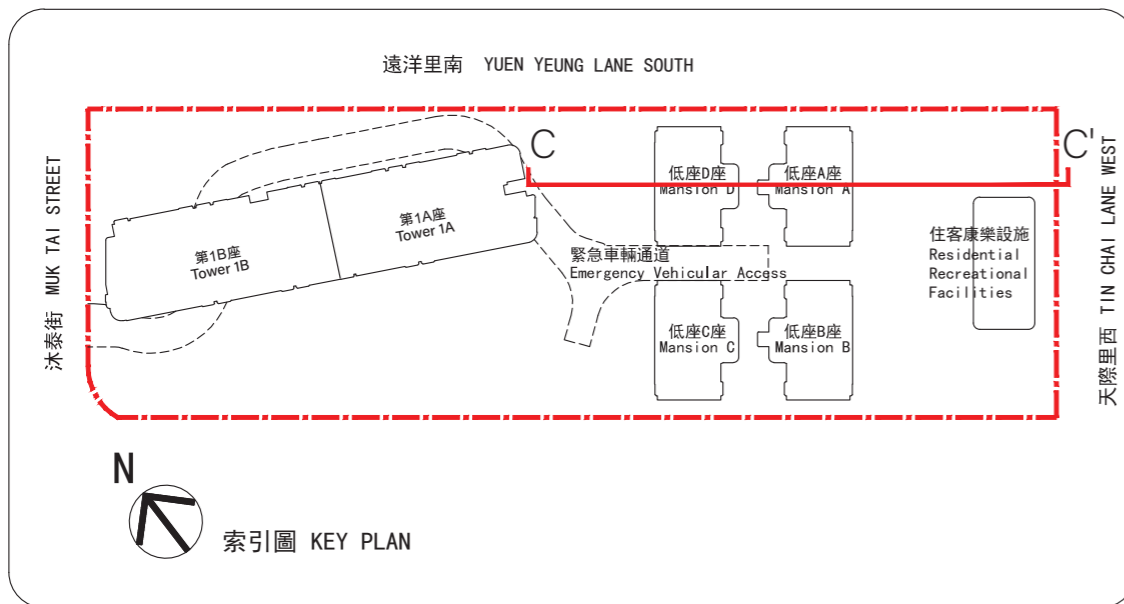 遠洋里南 YUEN YEUNG LANE SOUTH
沐泰街 MUK TAI STREET
C
C'
低座D座
Mansion D
低座A座
Mansion A
第1A座
Tower 1A
第1B座
Tower 1B
緊急車輛通道
Emergency Vehicular Access
住客康樂設施
Residential
Recreational
Facilities
低座C座
Mansion C
低座B座
Mansion B
天際里西 TIN CHAI LANE WEST
N
索引圖 KEY PLAN